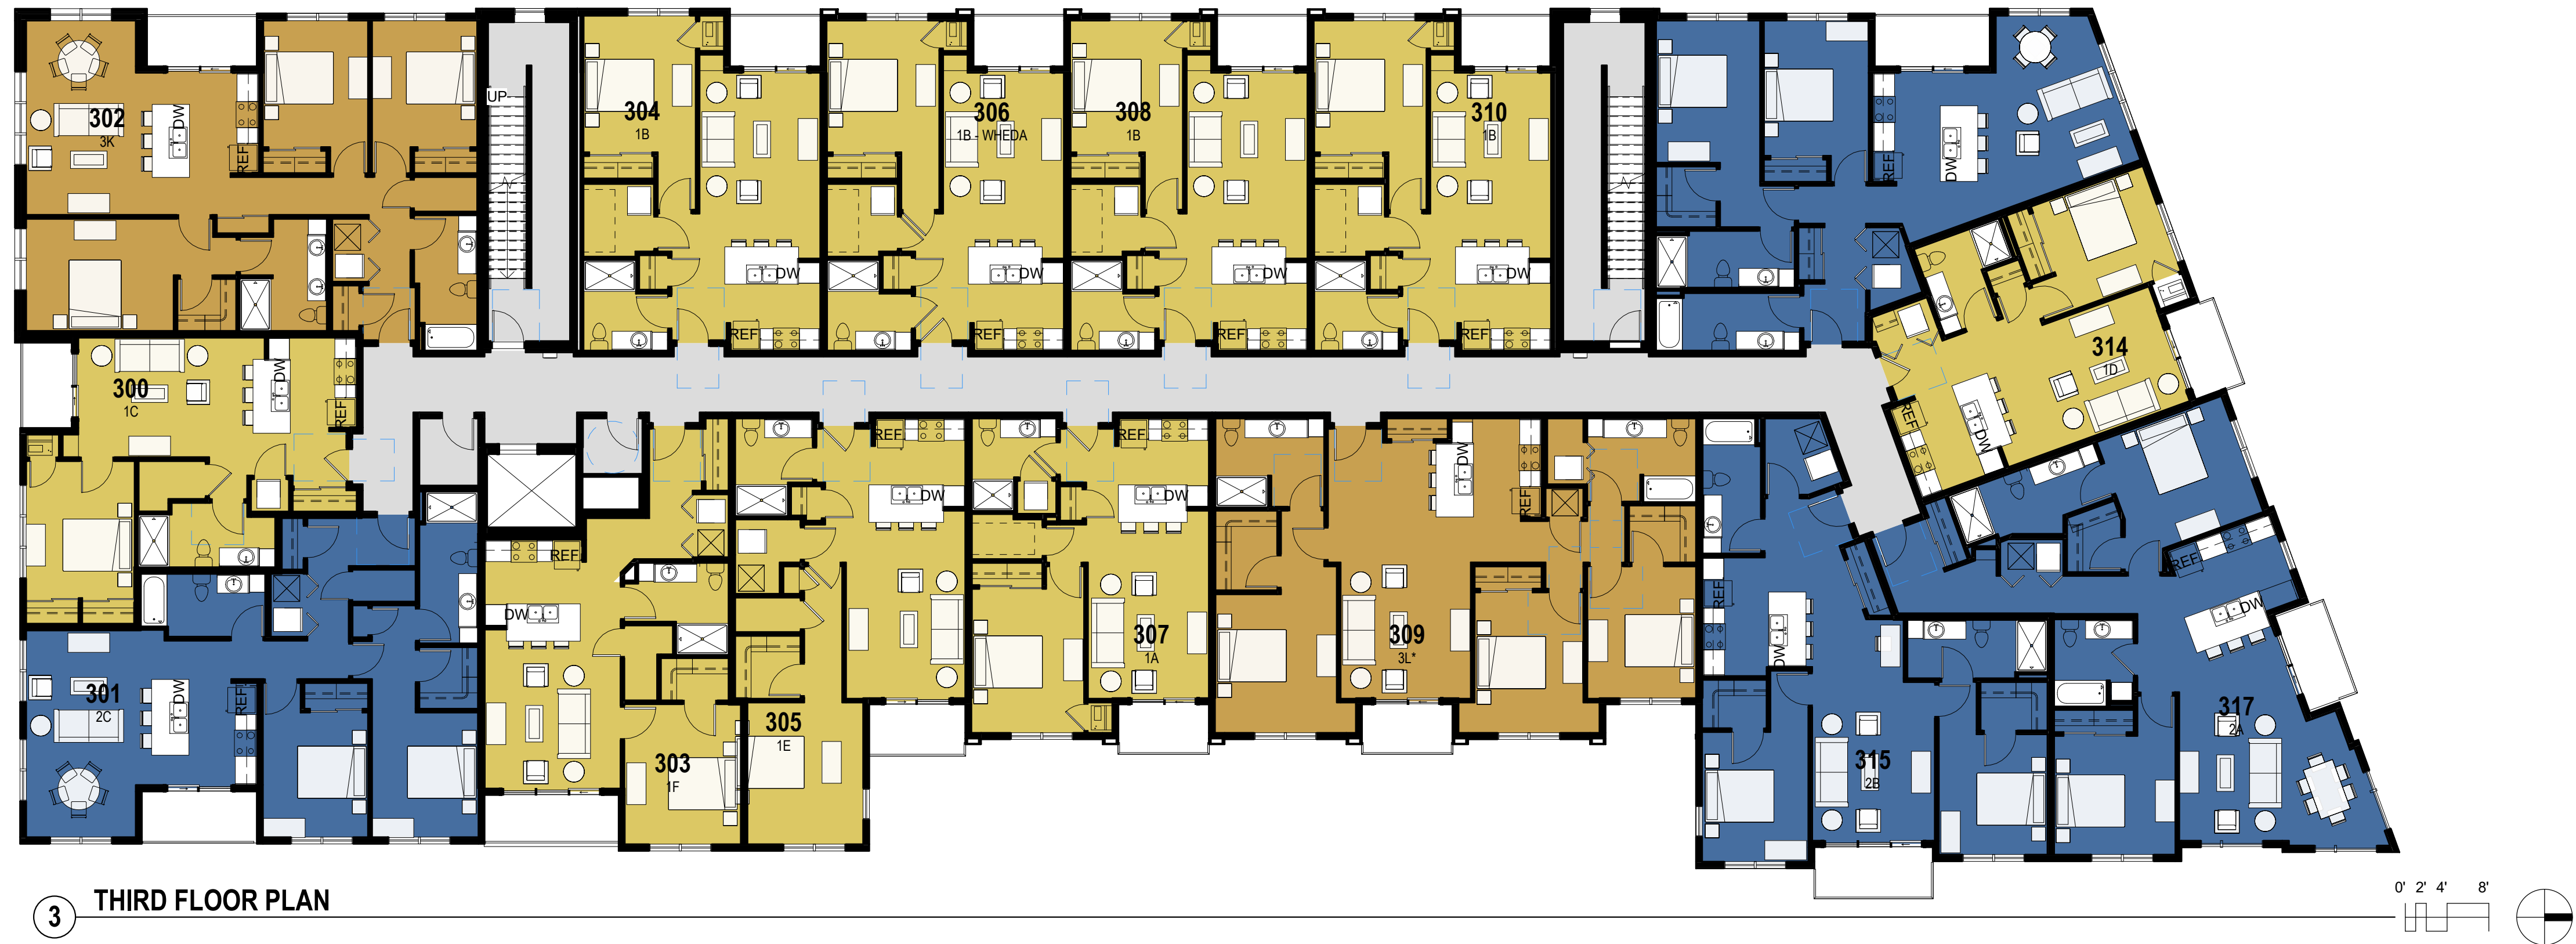 302
3K
DW
REF
UP
304
1B
DW
REF
306
1B - WHEDA
DW
REF
308
1B
DW
REF
310
1B
DW
REF
REF
DW
314
1D
REF
DW
300
1C
DW
REF
301
2C
DW
REF
REF
DW
303
1F
REF
DW
305
1E
REF
DW
307
1A
DW
REF
309
3L*
REF
DW
315
2B
REF
DW
317
2A
3
THIRD FLOOR PLAN
0' 2' 4' 8'